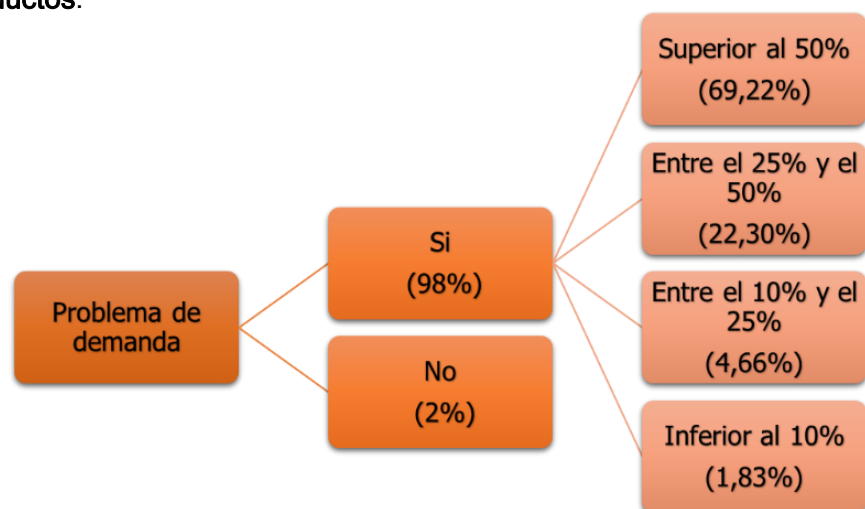 Problema de
demanda
Si
(98%)
No
(2%)
Superior al 50%
(69,22%)
Entre el 25% y el
50%
(22,30%)
Entre el 10% y el
25%
(4,66%)
Inferior al 10%
(1,83%)